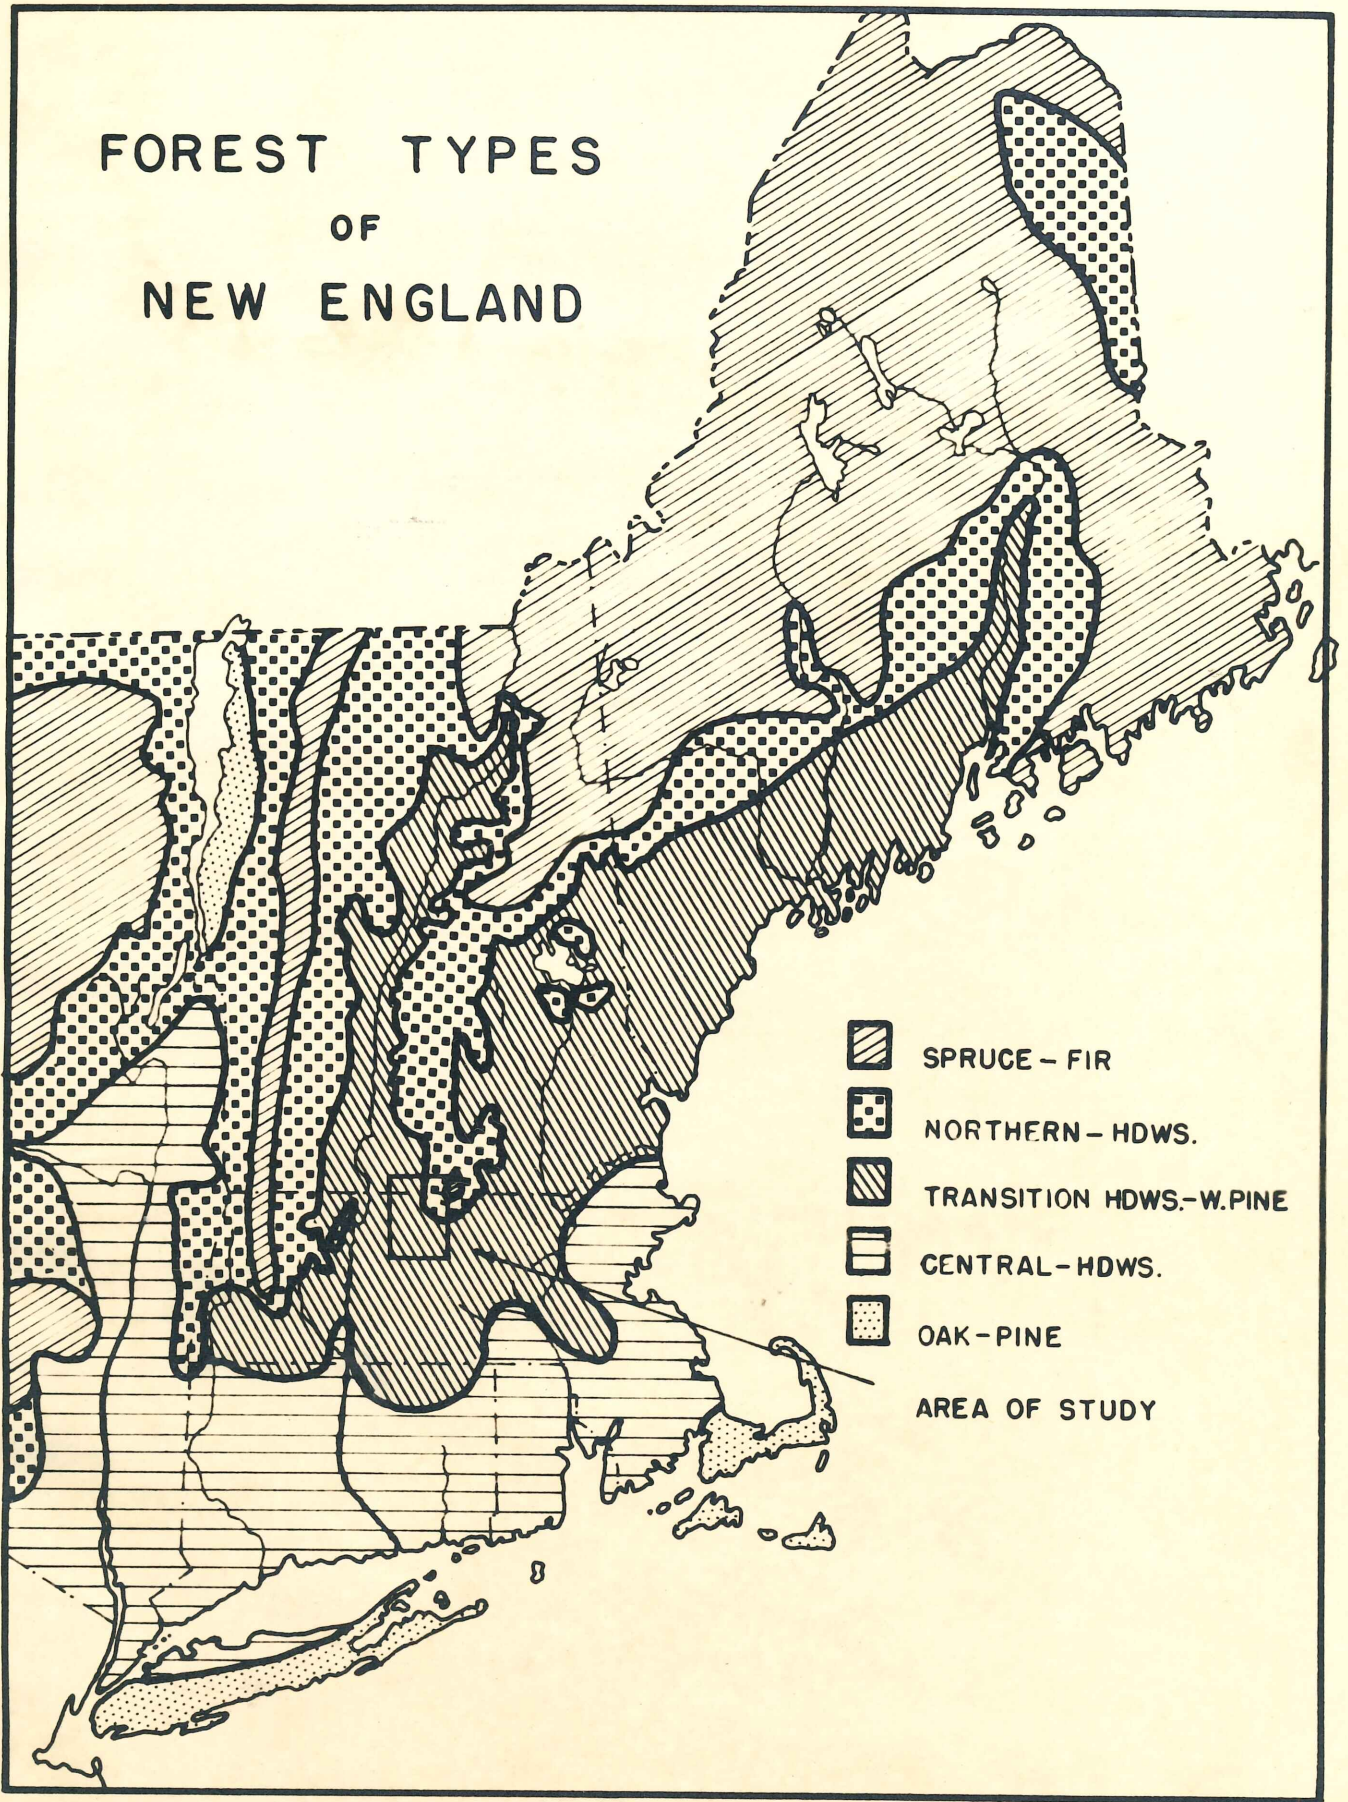 FOREST TYPES
OF
NEW ENGLAND
SPRUCE-FIR
NORTHERN-HDWS.
TRANSITION HDWS.-W.PINE
CENTRAL-HDWS.
OAK-PINE
AREA OF STUDY